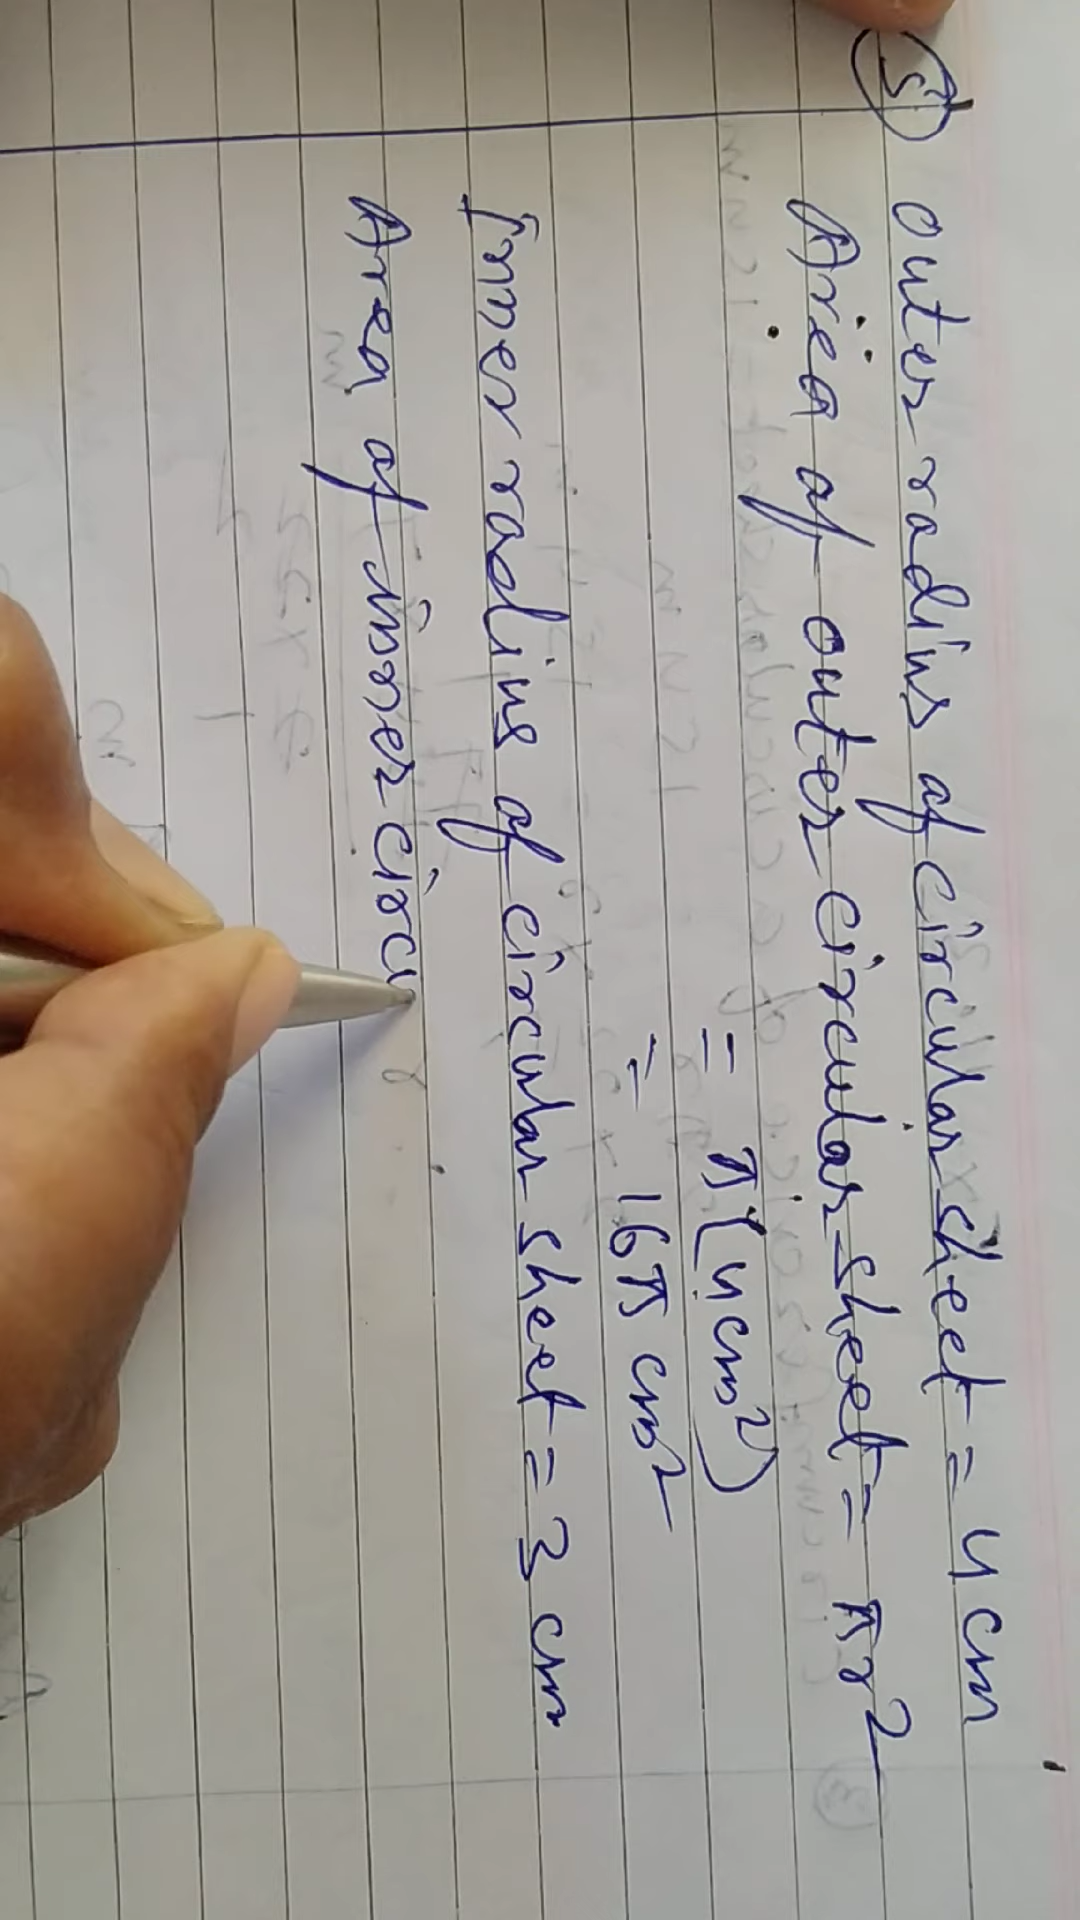 5
outer radius of circular sheet = 4 cm
Area of outer circular sheet = πr²
= π(4cm²)
= 16π cm²
Inner radius of circular sheet = 3 cm
Area of inner circu